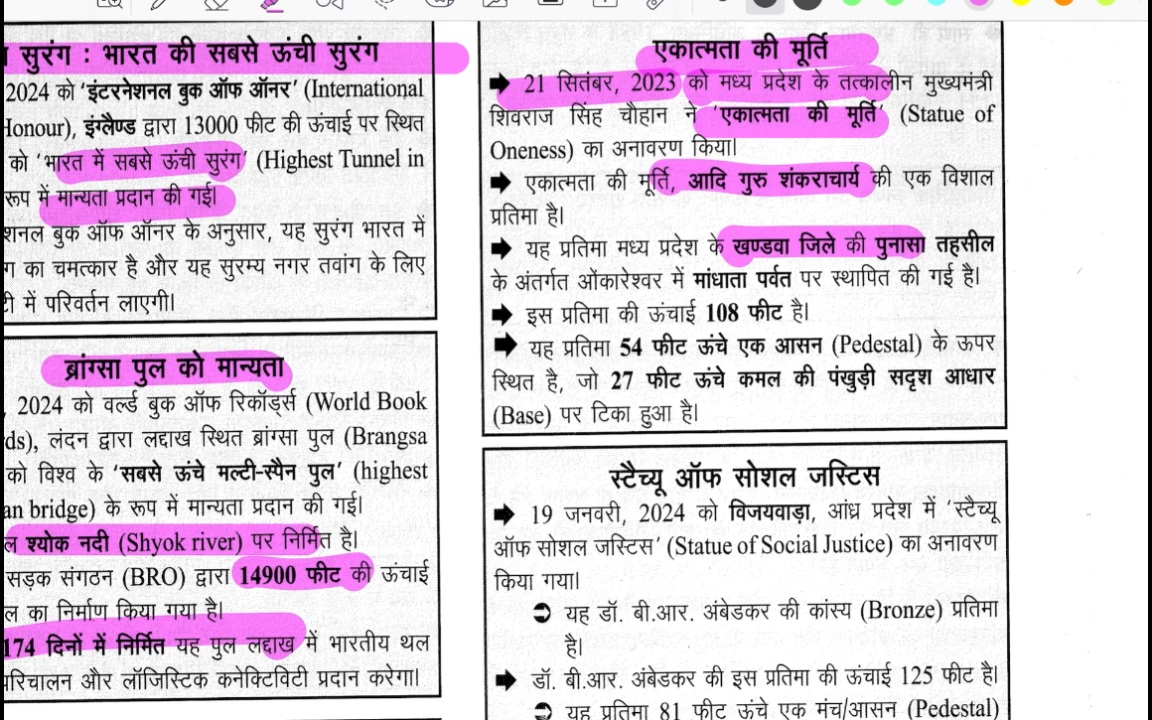 सुरंग : भारत की सबसे ऊंची सुरंग
2024 को 'इंटरनेशनल बुक ऑफ ऑनर' (International
Honour), इंग्लैण्ड द्वारा 13000 फीट की ऊंचाई पर स्थित
को 'भारत में सबसे ऊंची सुरंग' (Highest Tunnel in
रूप में मान्यता प्रदान की गई।
शनल बुक ऑफ ऑनर के अनुसार, यह सुरंग भारत में
ग का चमत्कार है और यह सुरम्य नगर तवांग के लिए
टी में परिवर्तन लाएगी।
ब्रांग्सा पुल को मान्यता
, 2024 को वर्ल्ड बुक ऑफ रिकॉर्ड्स (World Book
ds), लंदन द्वारा लद्दाख स्थित ब्रांग्सा पुल (Brangsa
को विश्व के 'सबसे ऊंचे मल्टी-स्पैन पुल' (highest
an bridge) के रूप में मान्यता प्रदान की गई।
ल श्योक नदी (Shyok river) पर निर्मित है।
सड़क संगठन (BRO) द्वारा 14900 फीट की ऊंचाई
ल का निर्माण किया गया है।
174 दिनों में निर्मित यह पुल लद्दाख में भारतीय थल
परिचालन और लॉजिस्टिक कनेक्टिविटी प्रदान करेगा।
एकात्मता की मूर्ति
➡ 21 सितंबर, 2023 को मध्य प्रदेश के तत्कालीन मुख्यमंत्री
शिवराज सिंह चौहान ने 'एकात्मता की मूर्ति' (Statue of
Oneness) का अनावरण किया।
➡ एकात्मता की मूर्ति, आदि गुरु शंकराचार्य की एक विशाल
प्रतिमा है।
➡ यह प्रतिमा मध्य प्रदेश के खण्डवा जिले की पुनासा तहसील
के अंतर्गत ओंकारेश्वर में मांधाता पर्वत पर स्थापित की गई है।
➡ इस प्रतिमा की ऊंचाई 108 फीट है।
➡ यह प्रतिमा 54 फीट ऊंचे एक आसन (Pedestal) के ऊपर
स्थित है, जो 27 फीट ऊंचे कमल की पंखुड़ी सदृश आधार
(Base) पर टिका हुआ है।
स्टैच्यू ऑफ सोशल जस्टिस
➡ 19 जनवरी, 2024 को विजयवाड़ा, आंध्र प्रदेश में 'स्टैच्यू
ऑफ सोशल जस्टिस' (Statue of Social Justice) का अनावरण
किया गया।
➲ यह डॉ. बी.आर. अंबेडकर की कांस्य (Bronze) प्रतिमा
है।
➡ डॉ. बी.आर. अंबेडकर की इस प्रतिमा की ऊंचाई 125 फीट है।
➲ यह प्रतिमा 81 फीट ऊंचे एक मंच/आसन (Pedestal)